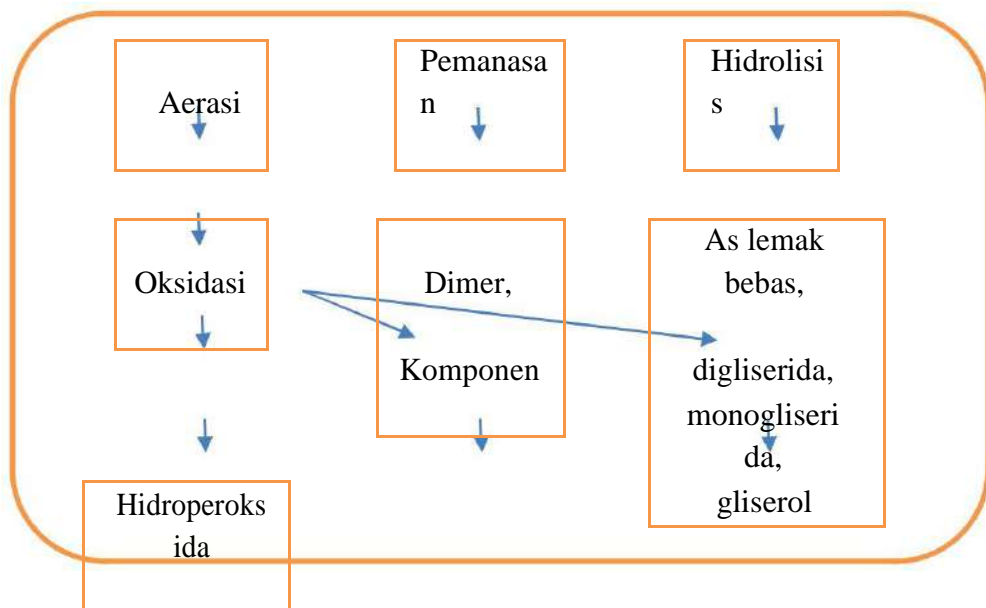 Aerasi
Pemanasa
n
Hidrolisi
s
Oksidasi
Dimer,
Komponen
As lemak
bebas,
digliserida,
monogliseri
da,
gliserol
Hidroperoks
ida